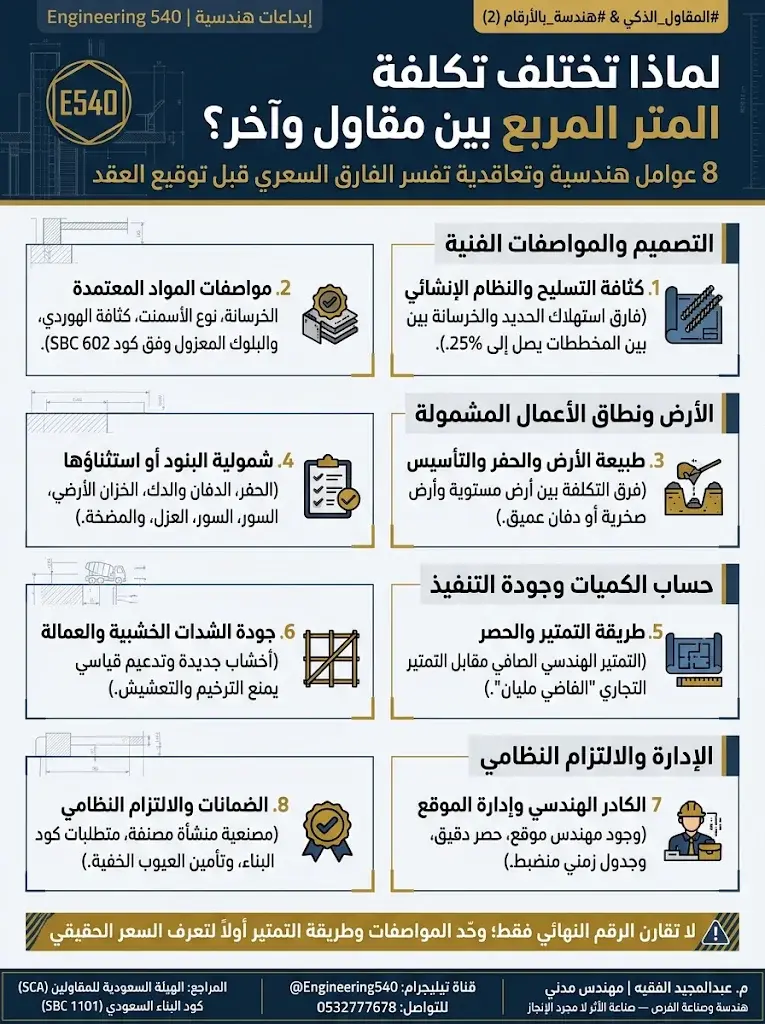 #المقاول_الذكي & #هندسة_بالأرقام (2)
إبداعات هندسية | Engineering 540
E540
لماذا تختلف تكلفة
المتر المربع بين مقاول وآخر؟
8 عوامل هندسية وتعاقدية تفسر الفارق السعري قبل توقيع العقد
التصميم والمواصفات الفنية
1. كثافة التسليح والنظام الإنشائي
(فارق استهلاك الحديد والخرسانة بين
بين المخططات يصل إلى 25%.)
2. مواصفات المواد المعتمدة
الخرسانة، نوع الأسمنت، كثافة الهوردي،
والبلوك المعزول وفق كود SBC 602).
الأرض ونطاق الأعمال المشمولة
3. طبيعة الأرض والحفر والتأسيس
(فرق التكلفة بين أرض مستوية وأرض
صخرية أو دفان عميق.)
4. شمولية البنود أو استثناؤها
(الحفر، الدفان والدك، الخزان الأرضي،
السور، السور، العزل، والمضخة.)
حساب الكميات وجودة التنفيذ
5. طريقة التمتير والحصر
(التمتير الهندسي الصافي مقابل التمتير
التجاري "الفاضي مليان".)
6. جودة الشدات الخشبية والعمالة
(أخشاب جديدة وتدعيم قياسي
يمنع الترخيم والتعشيش.)
الإدارة والالتزام النظامي
7. الكادر الهندسي وإدارة الموقع
(وجود مهندس موقع، حصر دقيق،
وجدول زمني منضبط.)
8. الضمانات والالتزام النظامي
(مصنعية منشأة مصنفة، متطلبات كود
البناء، وتأمين العيوب الخفية.)
لا تقارن الرقم النهائي فقط؛ وحّد المواصفات وطريقة التمتير أولاً لتعرف السعر الحقيقي
م. عبدالمجيد الفقيه | مهندس مدني
هندسة وصناعة الفرص — صناعة الأثر لا مجرد الإنجاز
قناة تيليجرام: @Engineering540
للتواصل: 0532777678
المراجع: الهيئة السعودية للمقاولين (SCA)
كود البناء السعودي (SBC 1101)